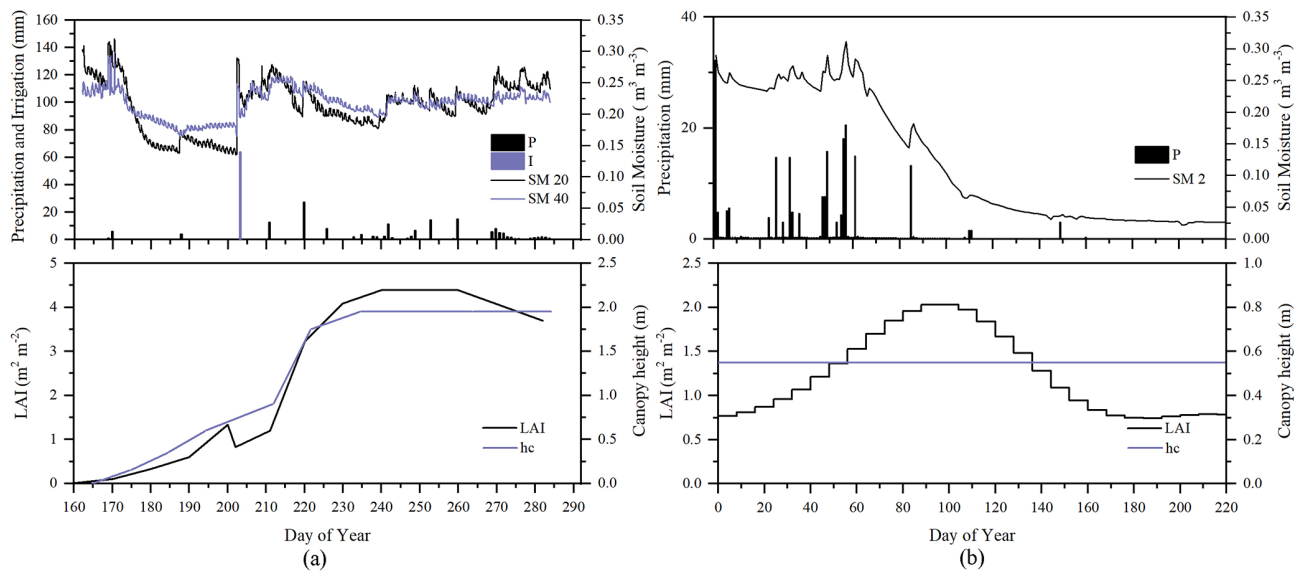 160
140
120
100
80
60
40
20
0
Precipitation and Irrigation (mm)
0.35
0.30
0.25
0.20
0.15
0.10
0.05
0.00
Soil Moisture ( m³ m⁻³)
P
I
SM 20
SM 40
5
4
3
2
1
0
LAI (m² m⁻²)
2.5
2.0
1.5
1.0
0.5
0.0
Canopy height (m)
LAI
hc
160 170 180 190 200 210 220 230 240 250 260 270 280 290
Day of Year
(a)
40
20
0
Precipitation (mm)
0.35
0.30
0.25
0.20
0.15
0.10
0.05
0.00
Soil Moisture ( m³ m⁻³)
P
SM 2
2.5
2.0
1.5
1.0
0.5
0.0
LAI (m² m⁻²)
1.0
0.8
0.6
0.4
0.2
0.0
Canopy height (m)
LAI
hc
0 20 40 60 80 100 120 140 160 180 200 220
Day of Year
(b)